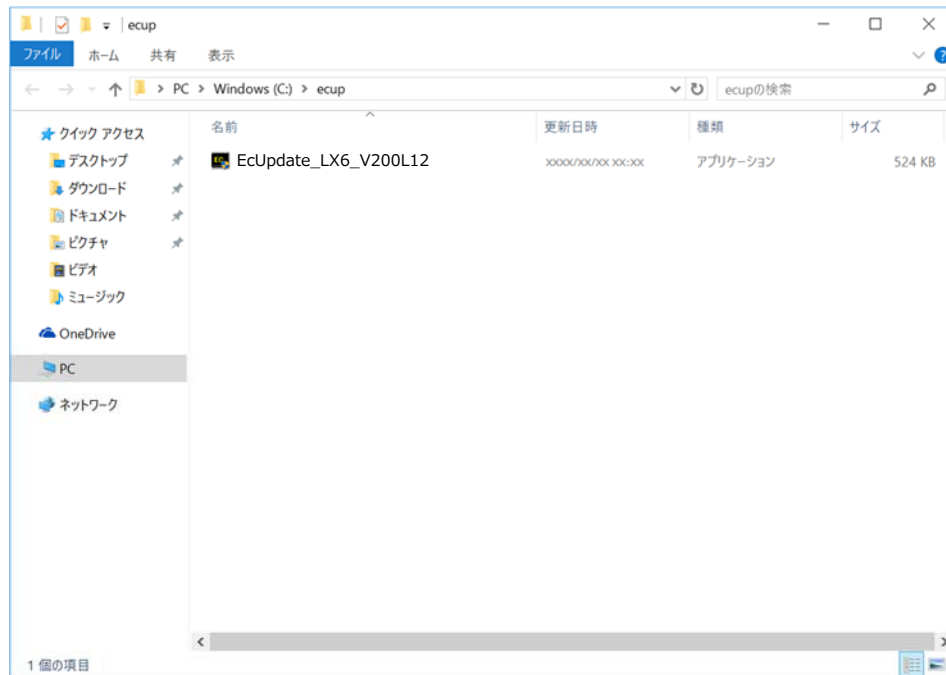 ecup
ファイル ホーム 共有 表示
PC > Windows (C:) > ecup ecupの検索
名前 更新日時 種類 サイズ
EcUpdate_LX6_V200L12 xxxx/xx/xx xx:xx アプリケーション 524 KB
クイック アクセス
デスクトップ
ダウンロード
ドキュメント
ピクチャ
ビデオ
ミュージック
OneDrive
PC
ネットワーク
1 個の項目